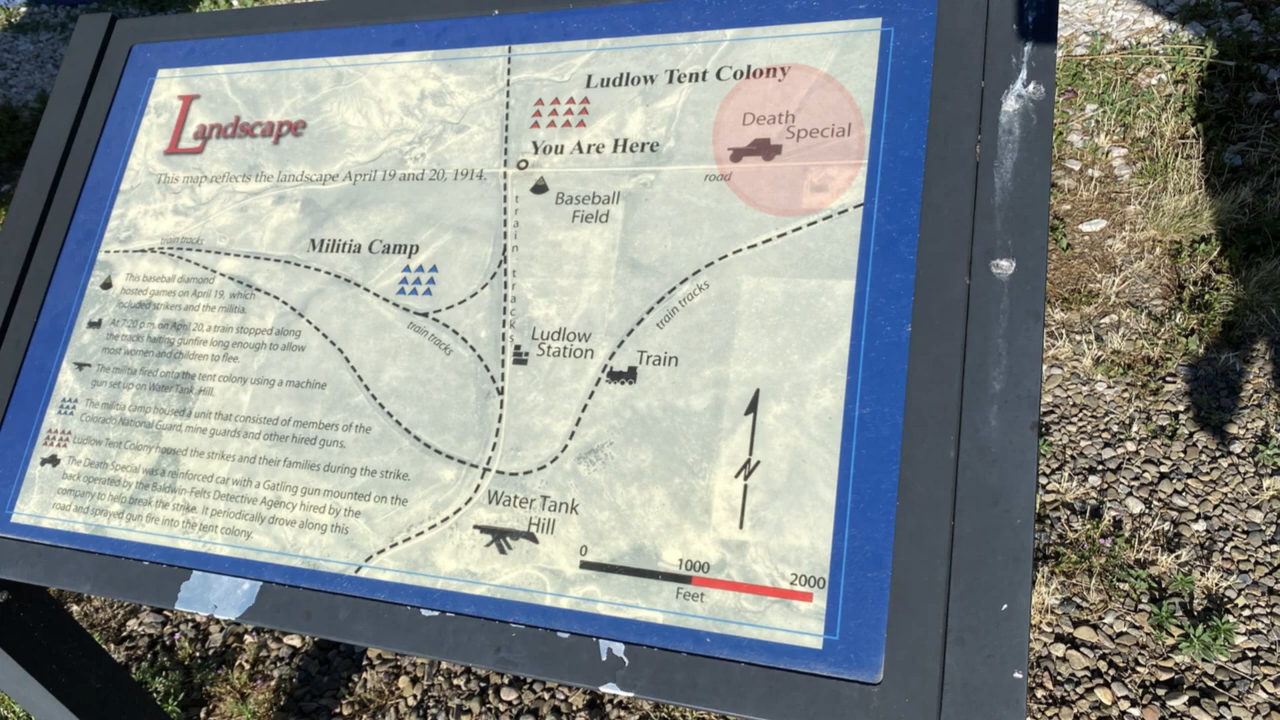 Landscape
This map reflects the landscape April 19 and 20, 1914.
Ludlow Tent Colony
Death
Special
You Are Here
road
Baseball
Field
train tracks
train tracks
Militia Camp
train tracks
train tracks
Ludlow
Station
Train
This baseball diamond
hosted games on April 19, which
included strikers and the militia.
At 7:20 p.m. on April 20, a train stopped along
the tracks halting gunfire long enough to allow
most women and children to flee.
The militia fired onto the tent colony using a machine
gun set up on Water Tank Hill.
The militia camp housed a unit that consisted of members of the
Colorado National Guard, mine guards and other hired guns.
Ludlow Tent Colony housed the strikes and their families during the strike.
The Death Special was a reinforced car with a Gatling gun mounted on the
back operated by the Baldwin-Felts Detective Agency hired by the
company to help break the strike. It periodically drove along this
road and sprayed gun fire into the tent colony.
Water Tank
Hill
N
0 1000 2000
Feet